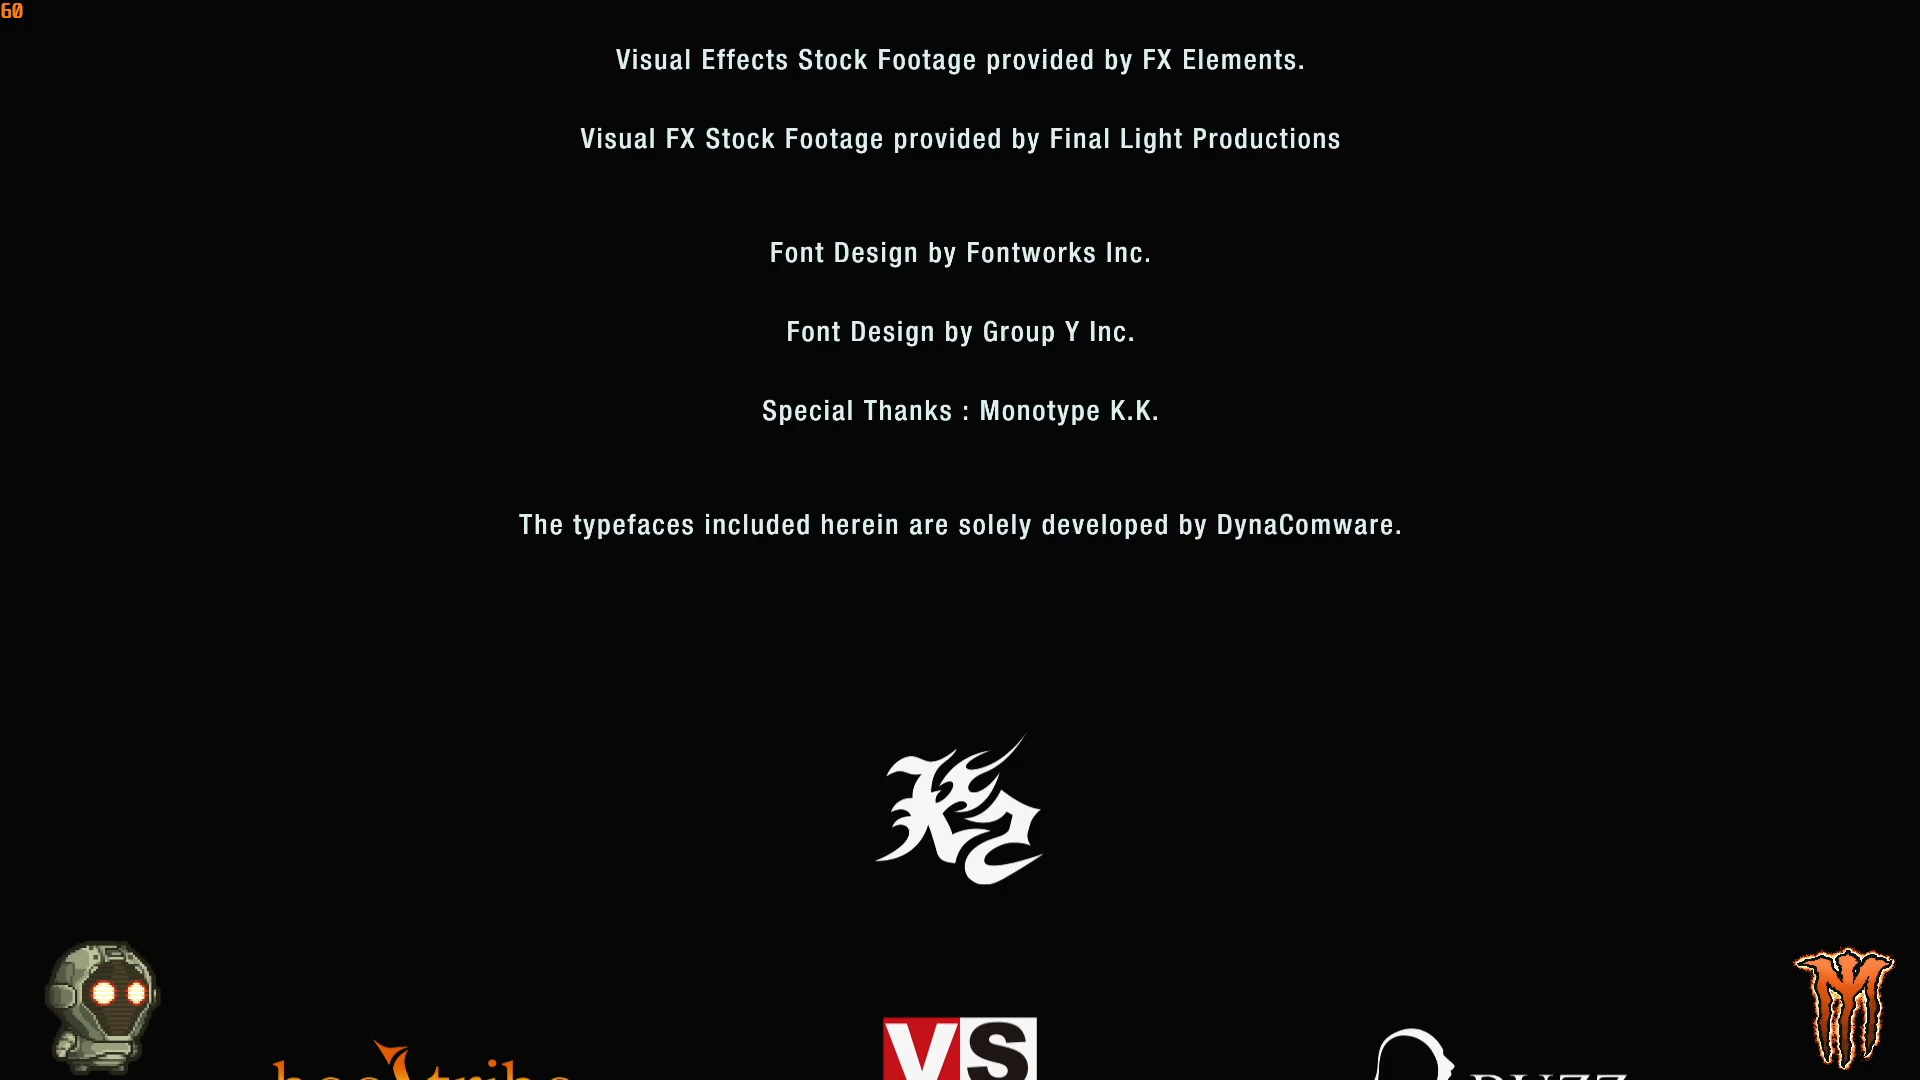 60
Visual Effects Stock Footage provided by FX Elements.
Visual FX Stock Footage provided by Final Light Productions
Font Design by Fontworks Inc.
Font Design by Group Y Inc.
Special Thanks : Monotype K.K.
The typefaces included herein are solely developed by DynaComware.
VS
BUZZ